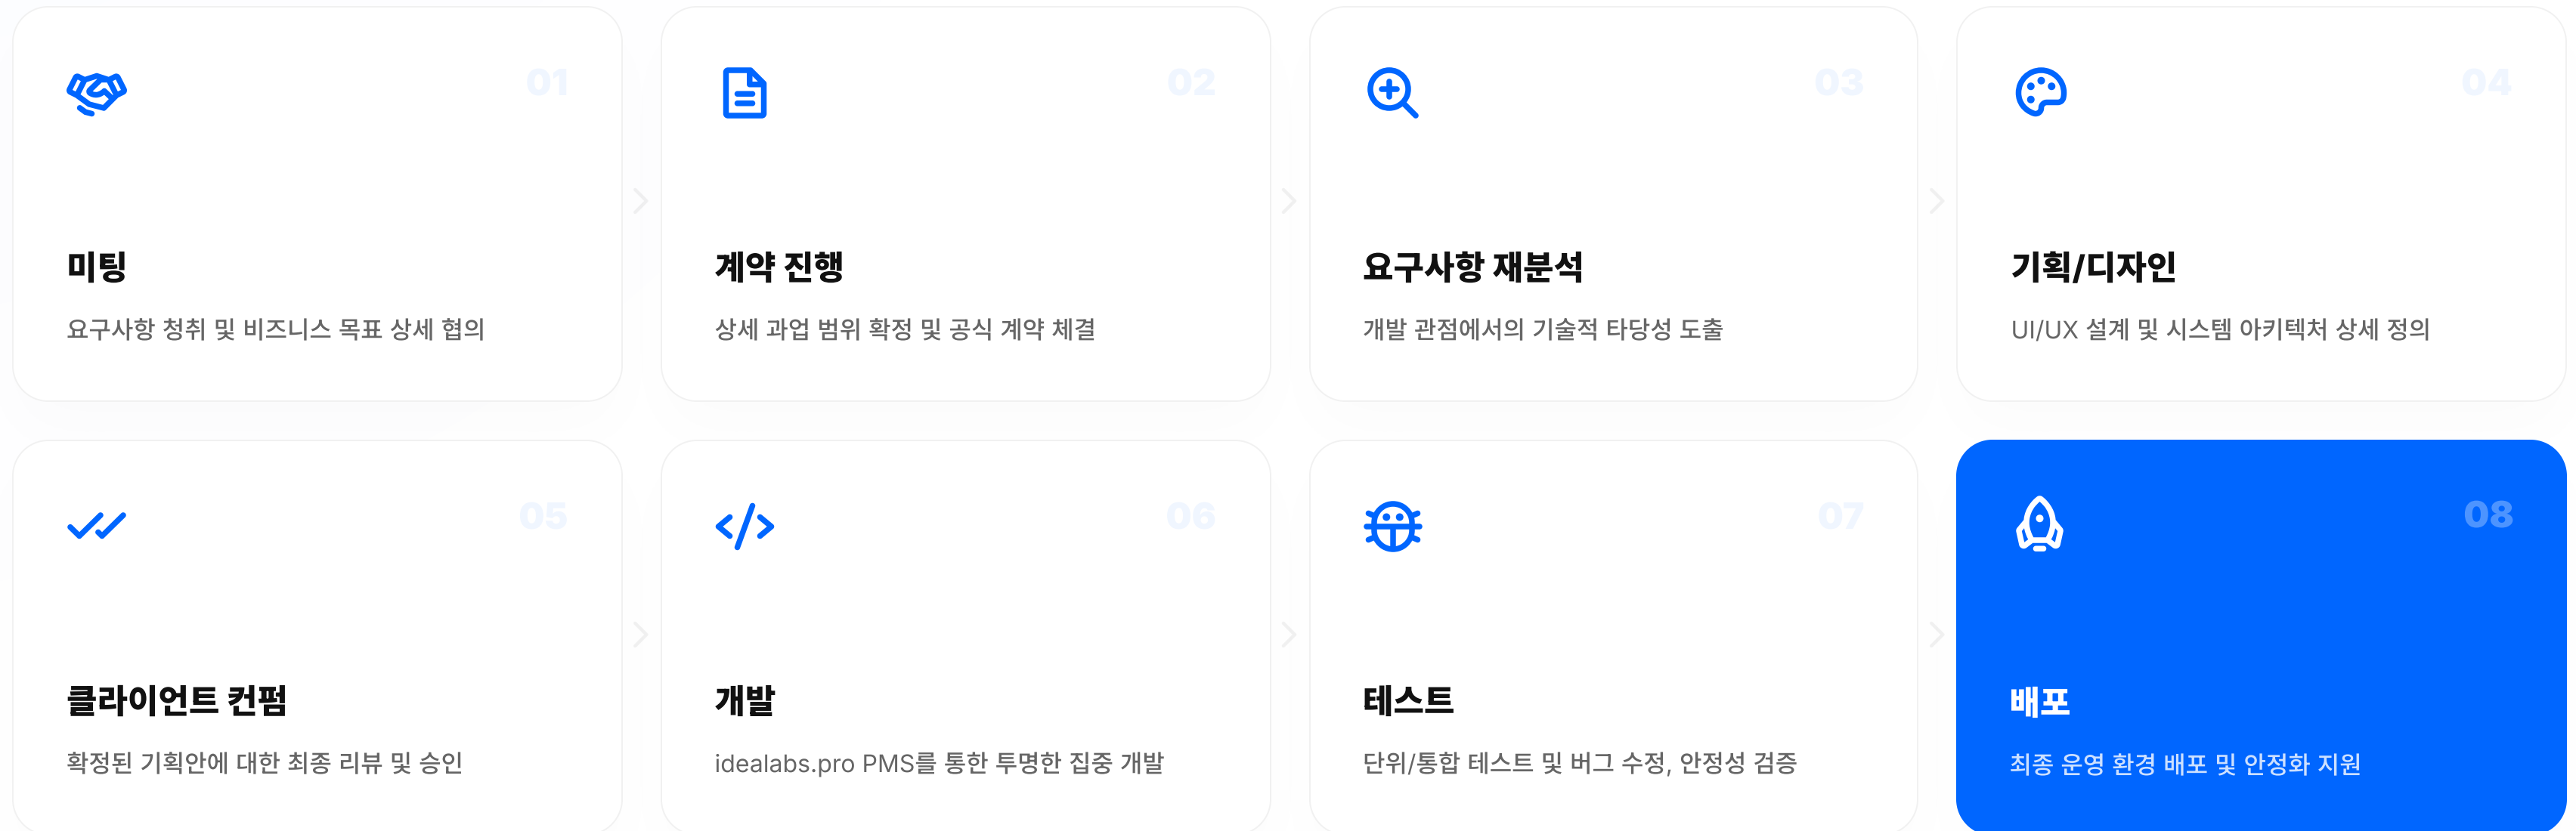 01
미팅
요구사항 청취 및 비즈니스 목표 상세 협의
02
계약 진행
상세 과업 범위 확정 및 공식 계약 체결
03
요구사항 재분석
개발 관점에서의 기술적 타당성 도출
04
기획/디자인
UI/UX 설계 및 시스템 아키텍처 상세 정의
05
클라이언트 컨펌
확정된 기획안에 대한 최종 리뷰 및 승인
06
개발
idealabs.pro PMS를 통한 투명한 집중 개발
07
테스트
단위/통합 테스트 및 버그 수정, 안정성 검증
08
배포
최종 운영 환경 배포 및 안정화 지원